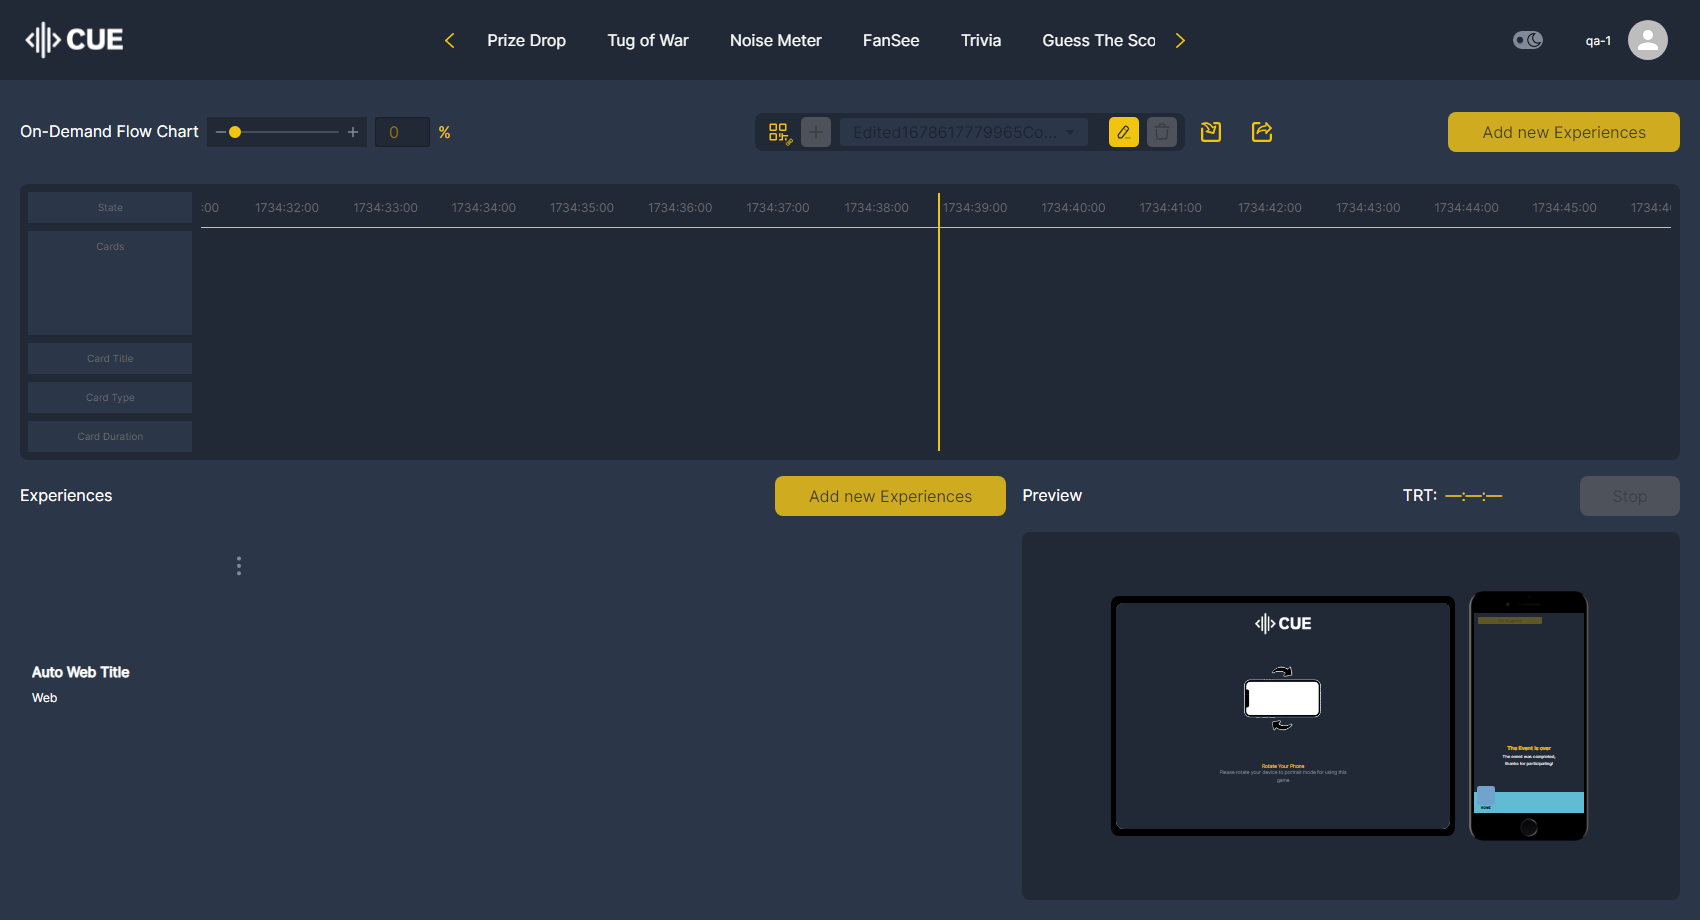 CUE
Prize Drop
Tug of War
Noise Meter
FanSee
Trivia
Guess The Sco
qa-1
On-Demand Flow Chart
0
%
Edited1678617779965Co...
Add new Experiences
State
:00
1734:32:00
1734:33:00
1734:34:00
1734:35:00
1734:36:00
1734:37:00
1734:38:00
1734:39:00
1734:40:00
1734:41:00
1734:42:00
1734:43:00
1734:44:00
1734:45:00
1734:4
Cards
Card Title
Card Type
Card Duration
Experiences
Add new Experiences
Preview
TRT: —:—:—
Stop
Auto Web Title
Web
CUE
Rotate Your Phone
Please rotate your device to portrait mode for using this
game
The Event is over
The event was completed,
thanks for participating!
HOME